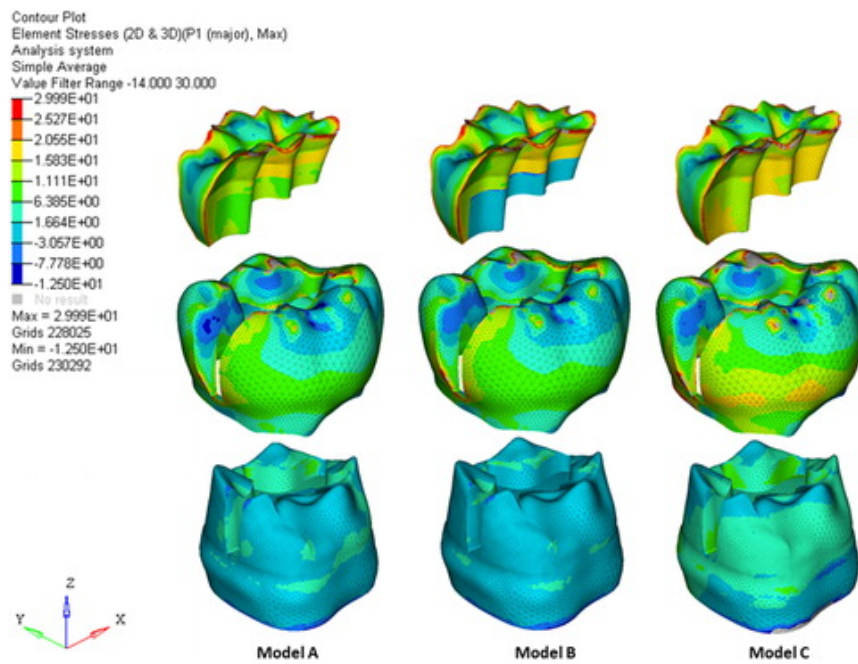 Contour Plot
Element Stresses (2D & 3D)(P1 (major), Max)
Analysis system
Simple Average
Value Filter Range -14.000 30.000
2.999E+01
2.527E+01
2.055E+01
1.583E+01
1.111E+01
6.385E+00
1.664E+00
-3.057E+00
-7.778E+00
-1.250E+01
No result
Max = 2.999E+01
Grids 228025
Min = -1.250E+01
Grids 230292
Z
Y
X
Model A
Model B
Model C